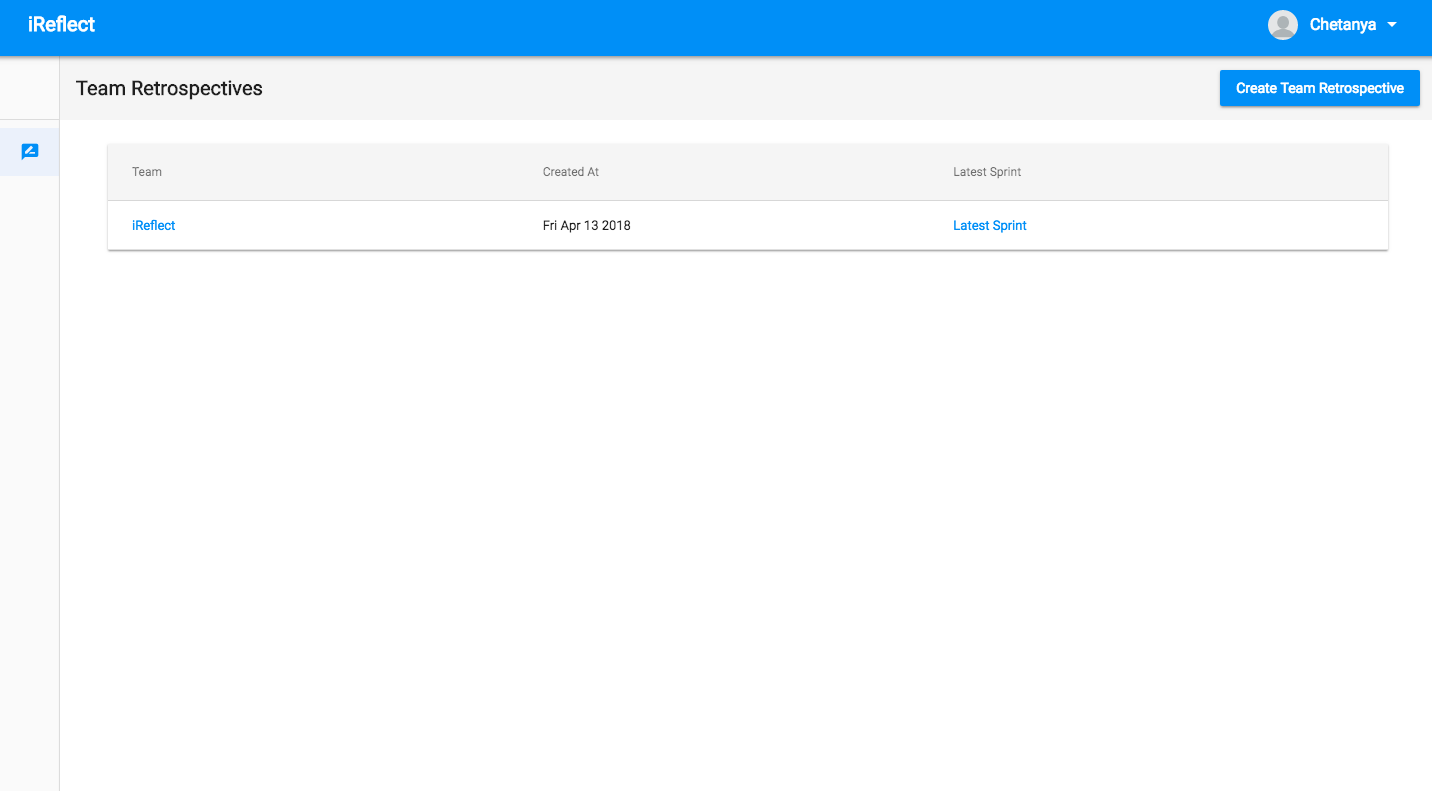 iReflect
Chetanya
Team Retrospectives
Create Team Retrospective
Team Created At Latest Sprint
iReflect Fri Apr 13 2018 Latest Sprint